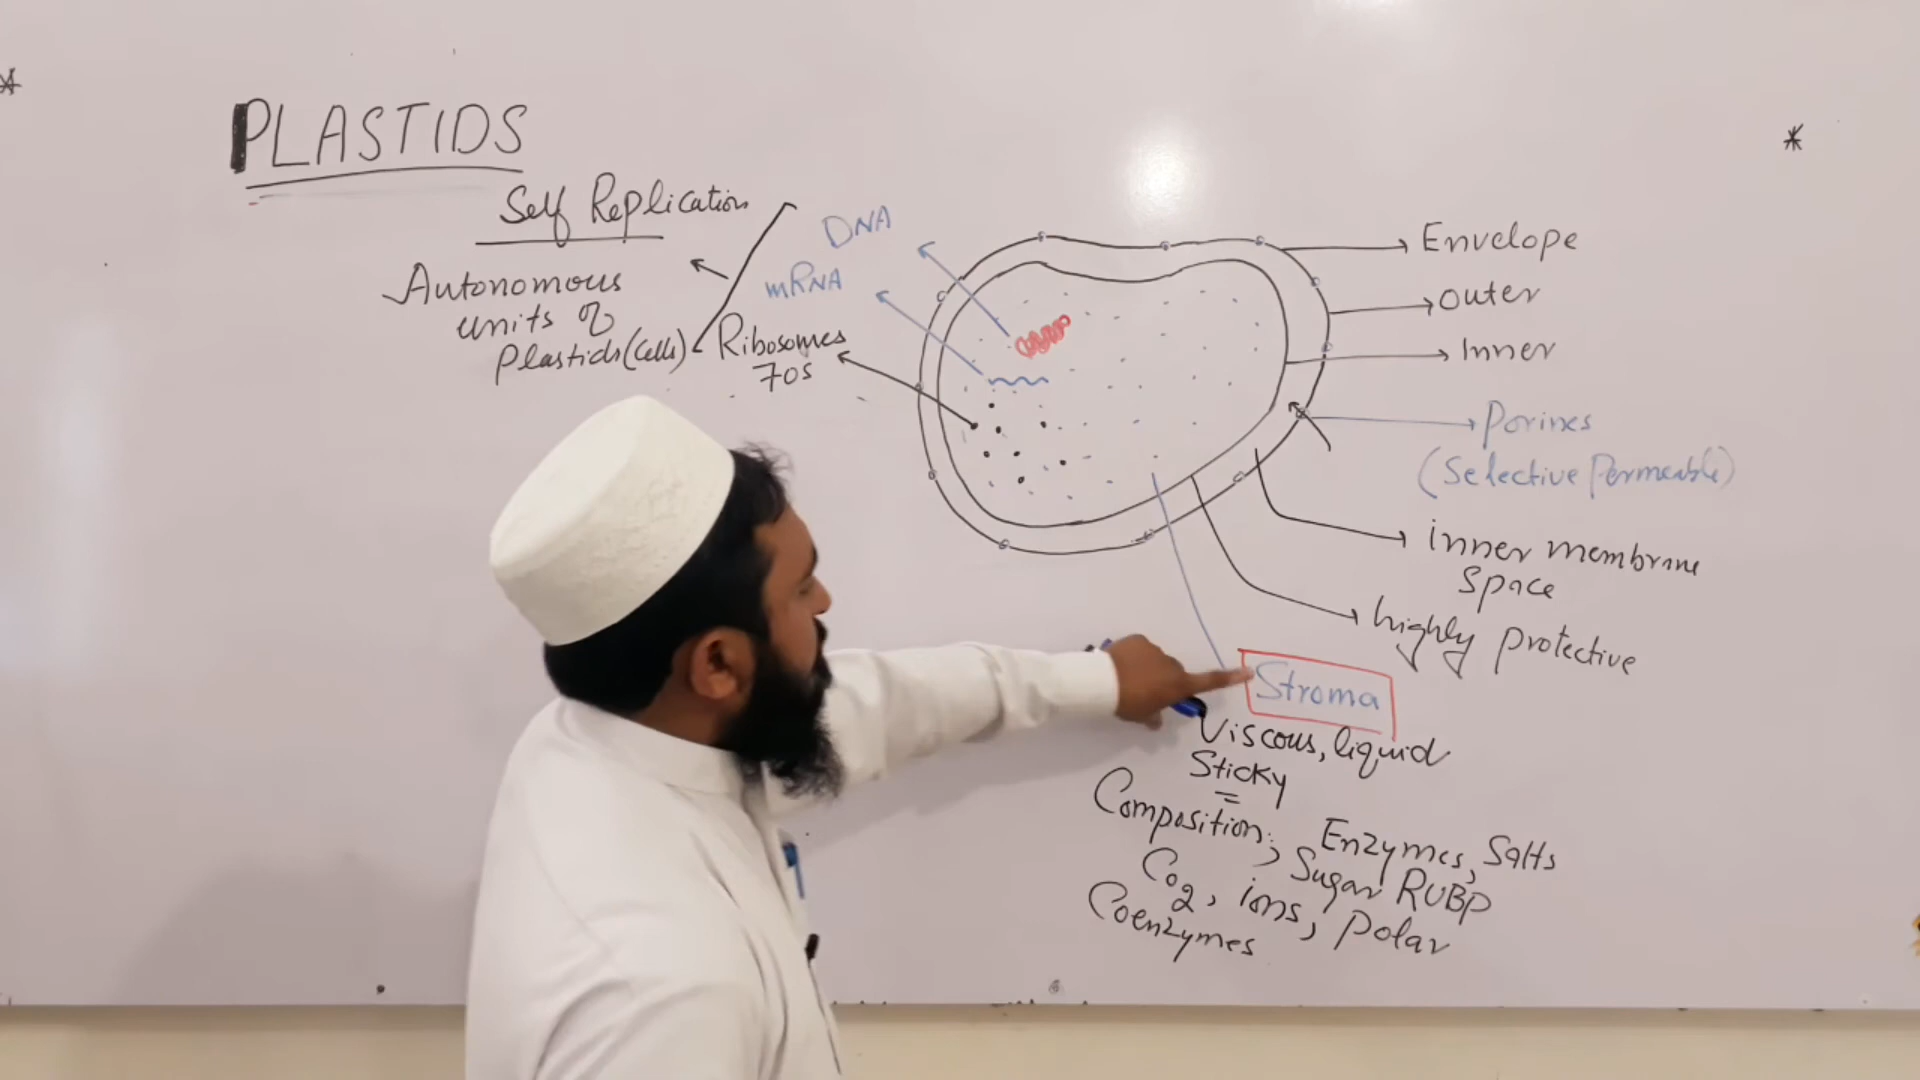 PLASTIDS
Self Replication
Autonomous
units of
Plastids(Cells)
DNA
mRNA
Ribosomes
70s
Envelope
outer
Inner
Porines
(Selective Permeable)
inner membrane
space
highly protective
Stroma
Viscous, liquid
Sticky
Composition: Enzymes, Salts
CO2, Sugar RUBP
ions, Polar
Coenzymes